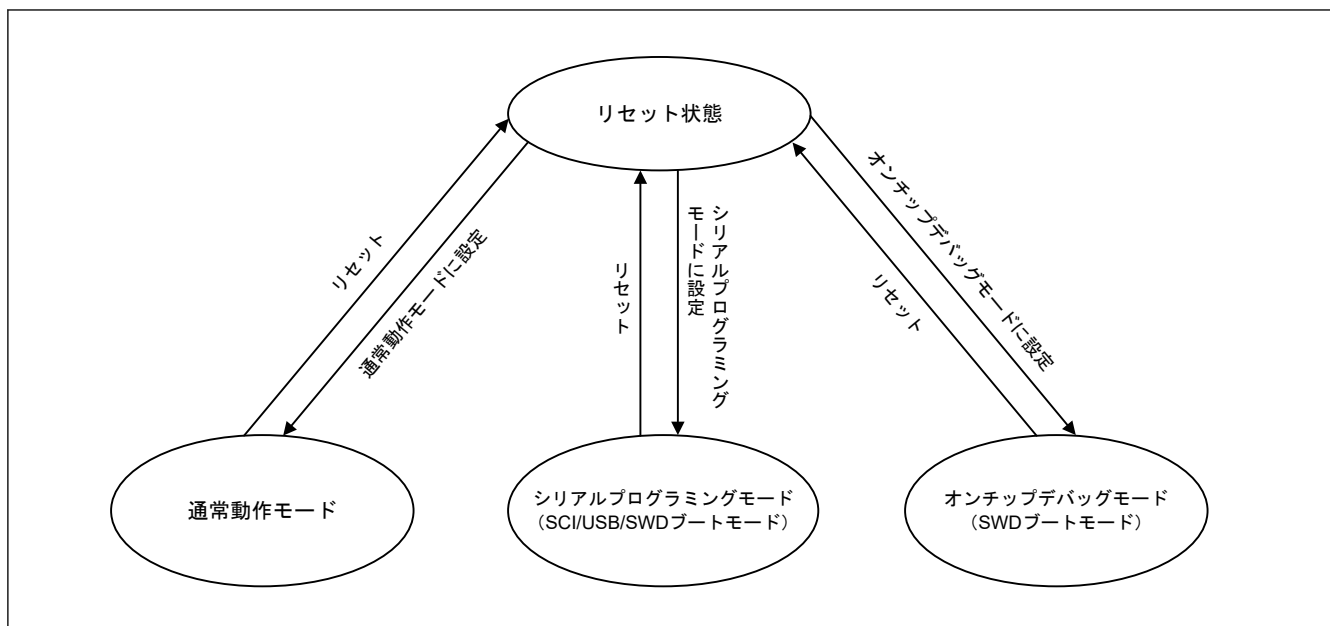 リセット状態
リセット
通常動作モードに設定
リセット
シリアルプログラミング
モードに設定
オンチップデバッグモードに設定
リセット
通常動作モード
シリアルプログラミングモード
（SCI/USB/SWDブートモード）
オンチップデバッグモード
（SWDブートモード）